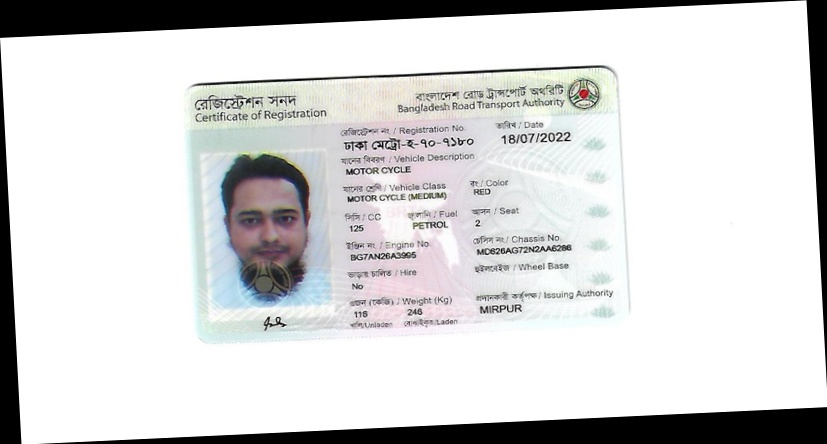 রেজিস্ট্রেশন সনদ
Certificate of Registration
বাংলাদেশ রোড ট্রান্সপোর্ট অথরিটি
Bangladesh Road Transport Authority
রেজিস্ট্রেশন নং / Registration No.
ঢাকা মেট্রো-হ-৭০-৭১৮০
তারিখ / Date
18/07/2022
যানের বিবরণ / Vehicle Description
MOTOR CYCLE
যানের শ্রেণী / Vehicle Class
MOTOR CYCLE (MEDIUM)
রং / Color
RED
সিসি / CC
125
জ্বালানি / Fuel
PETROL
আসন / Seat
2
ইঞ্জিন নং / Engine No.
BG7AN26A3995
চেসিস নং / Chassis No.
MD626AG72N2AA6286
ভাড়ায় চালিত / Hire
No
হুইলবেইজ / Wheel Base
ওজন (কেজি) / Weight (Kg)
116 246
খালি/Unladen বোঝাইকৃত/Laden
প্রদানকারী কর্তৃপক্ষ / Issuing Authority
MIRPUR